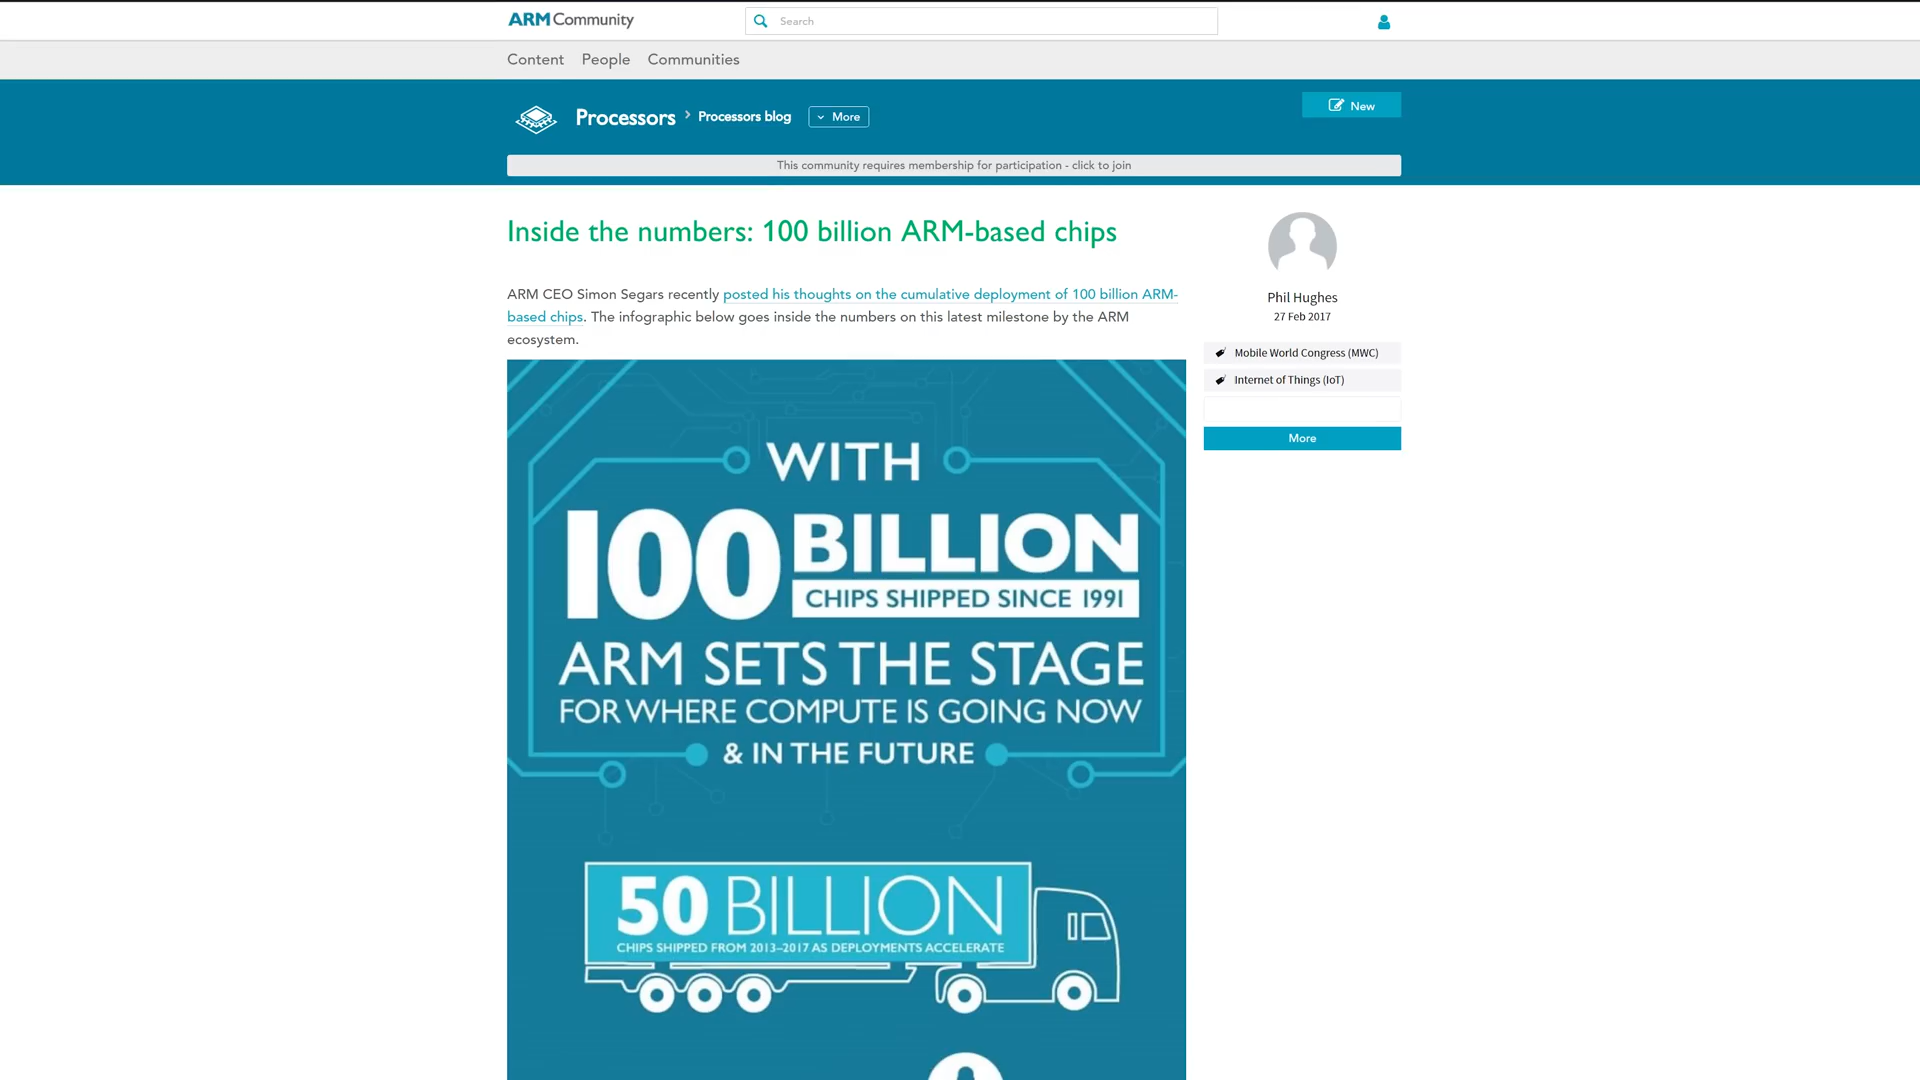 ARM Community
Search
Content People Communities
Processors > Processors blog More
New
This community requires membership for participation - click to join
Inside the numbers: 100 billion ARM-based chips
ARM CEO Simon Segars recently posted his thoughts on the cumulative deployment of 100 billion ARM-
based chips. The infographic below goes inside the numbers on this latest milestone by the ARM
ecosystem.
WITH
100 BILLION
CHIPS SHIPPED SINCE 1991
ARM SETS THE STAGE
FOR WHERE COMPUTE IS GOING NOW
& IN THE FUTURE
50 BILLION
CHIPS SHIPPED FROM 2013–2017 AS DEPLOYMENTS ACCELERATE
Phil Hughes
27 Feb 2017
Mobile World Congress (MWC)
Internet of Things (IoT)
More